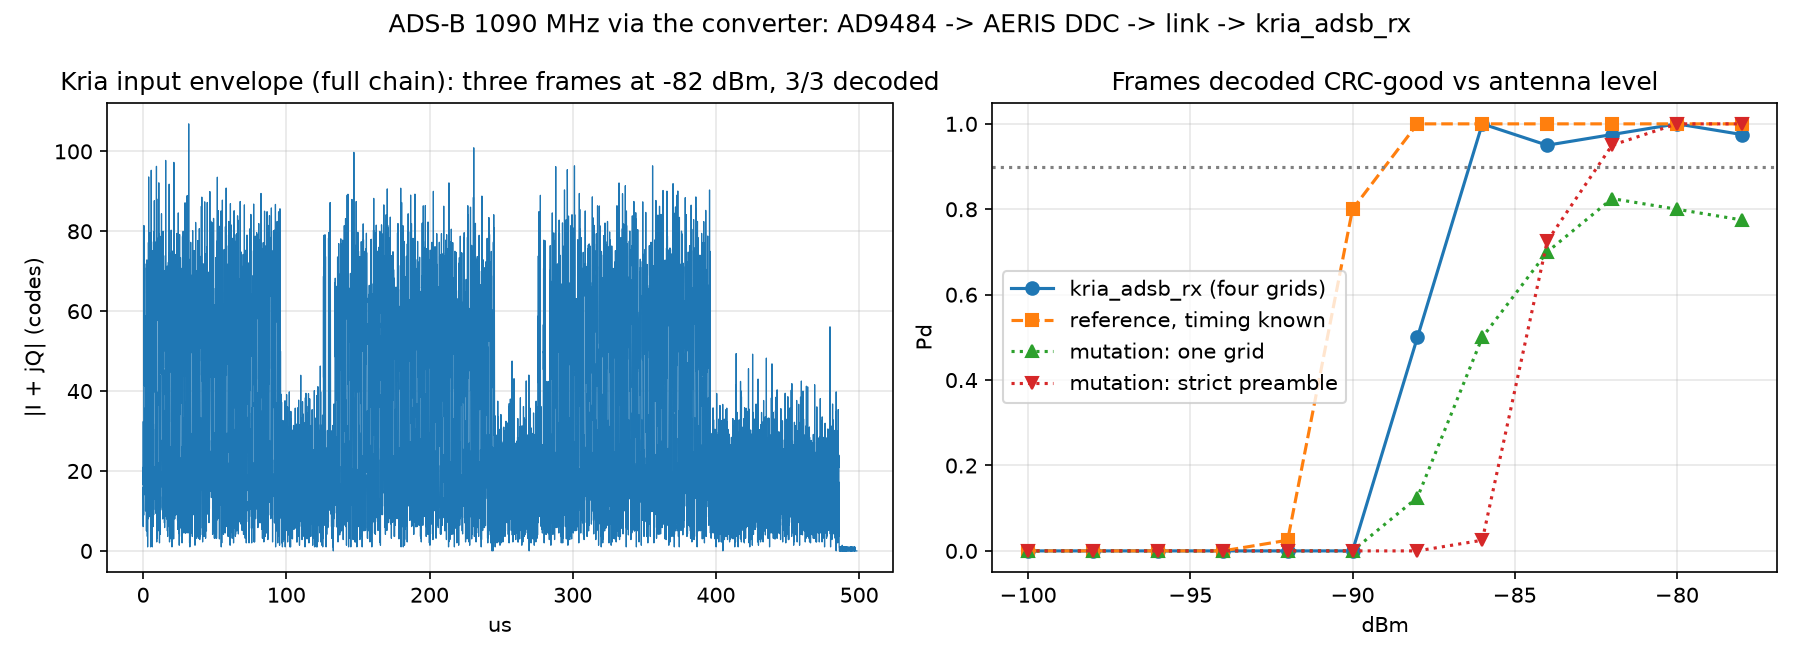 ADS-B 1090 MHz via the converter: AD9484 -> AERIS DDC -> link -> kria_adsb_rx
Kria input envelope (full chain): three frames at -82 dBm, 3/3 decoded
|I + jQ| (codes)
100
80
60
40
20
0
0 100 200 300 400 500
us
Frames decoded CRC-good vs antenna level
Pd
1.0
0.8
0.6
0.4
0.2
0.0
kria_adsb_rx (four grids)
reference, timing known
mutation: one grid
mutation: strict preamble
−100 −95 −90 −85 −80
dBm